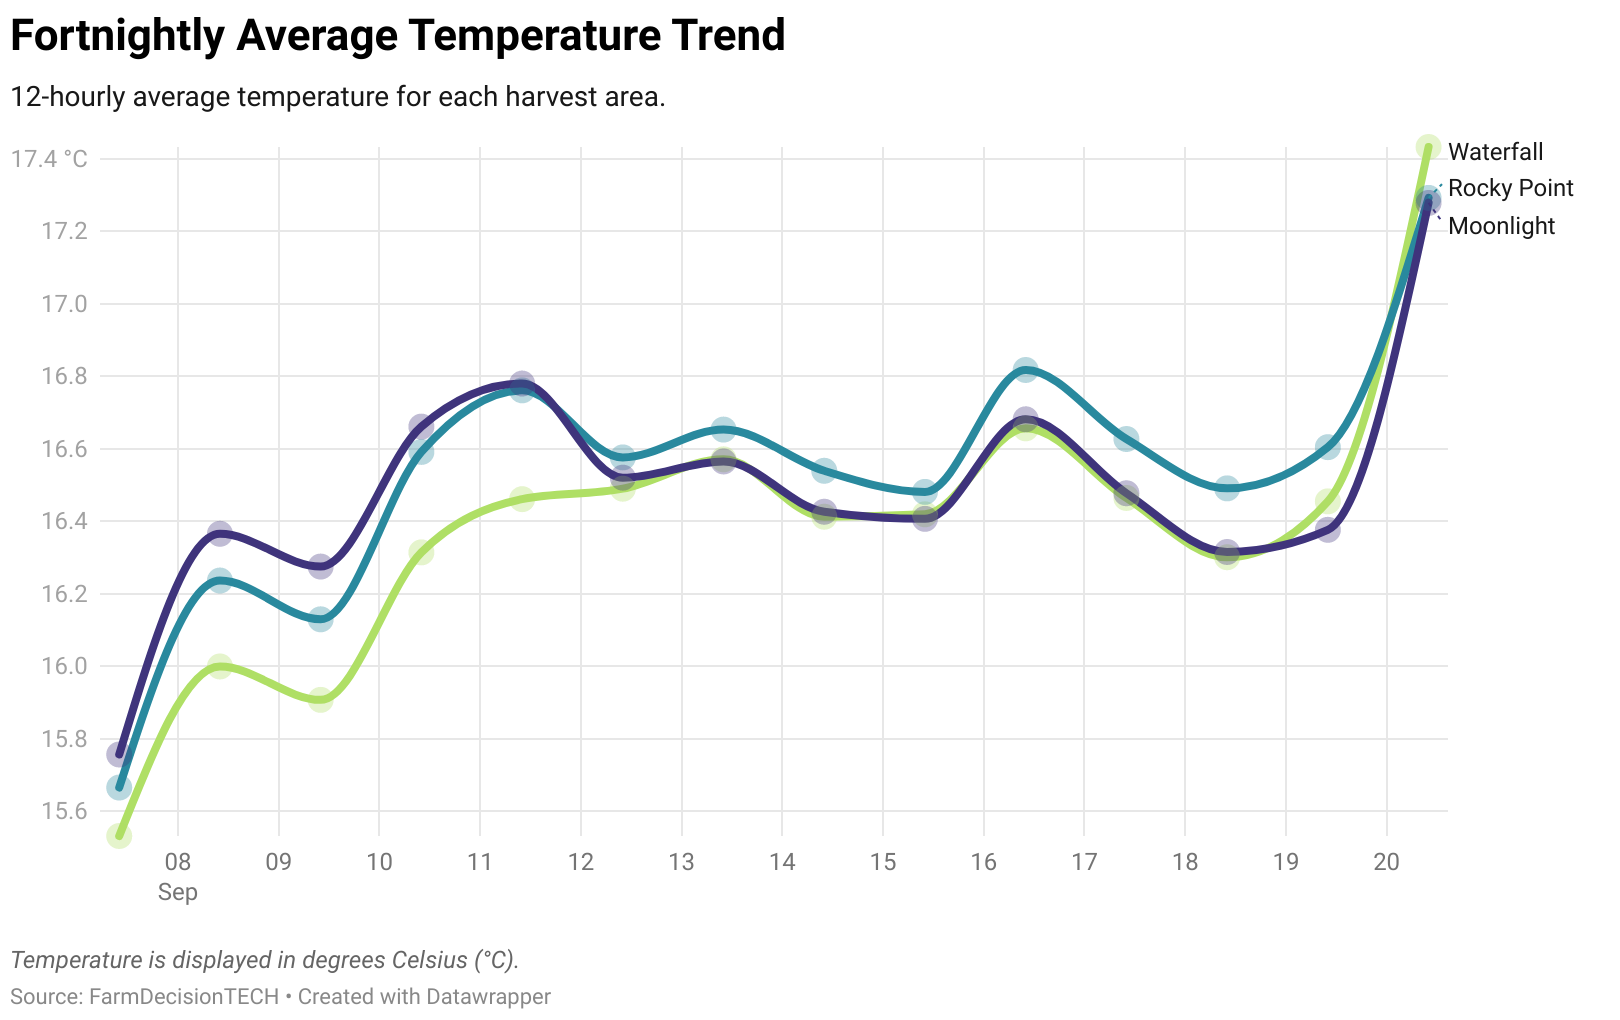 Fortnightly Average Temperature Trend
12-hourly average temperature for each harvest area.
17.4 °C
17.2
17.0
16.8
16.6
16.4
16.2
16.0
15.8
15.6
Waterfall
Rocky Point
Moonlight
08 09 10 11 12 13 14 15 16 17 18 19 20
Sep
Temperature is displayed in degrees Celsius (°C).
Source: FarmDecisionTECH • Created with Datawrapper